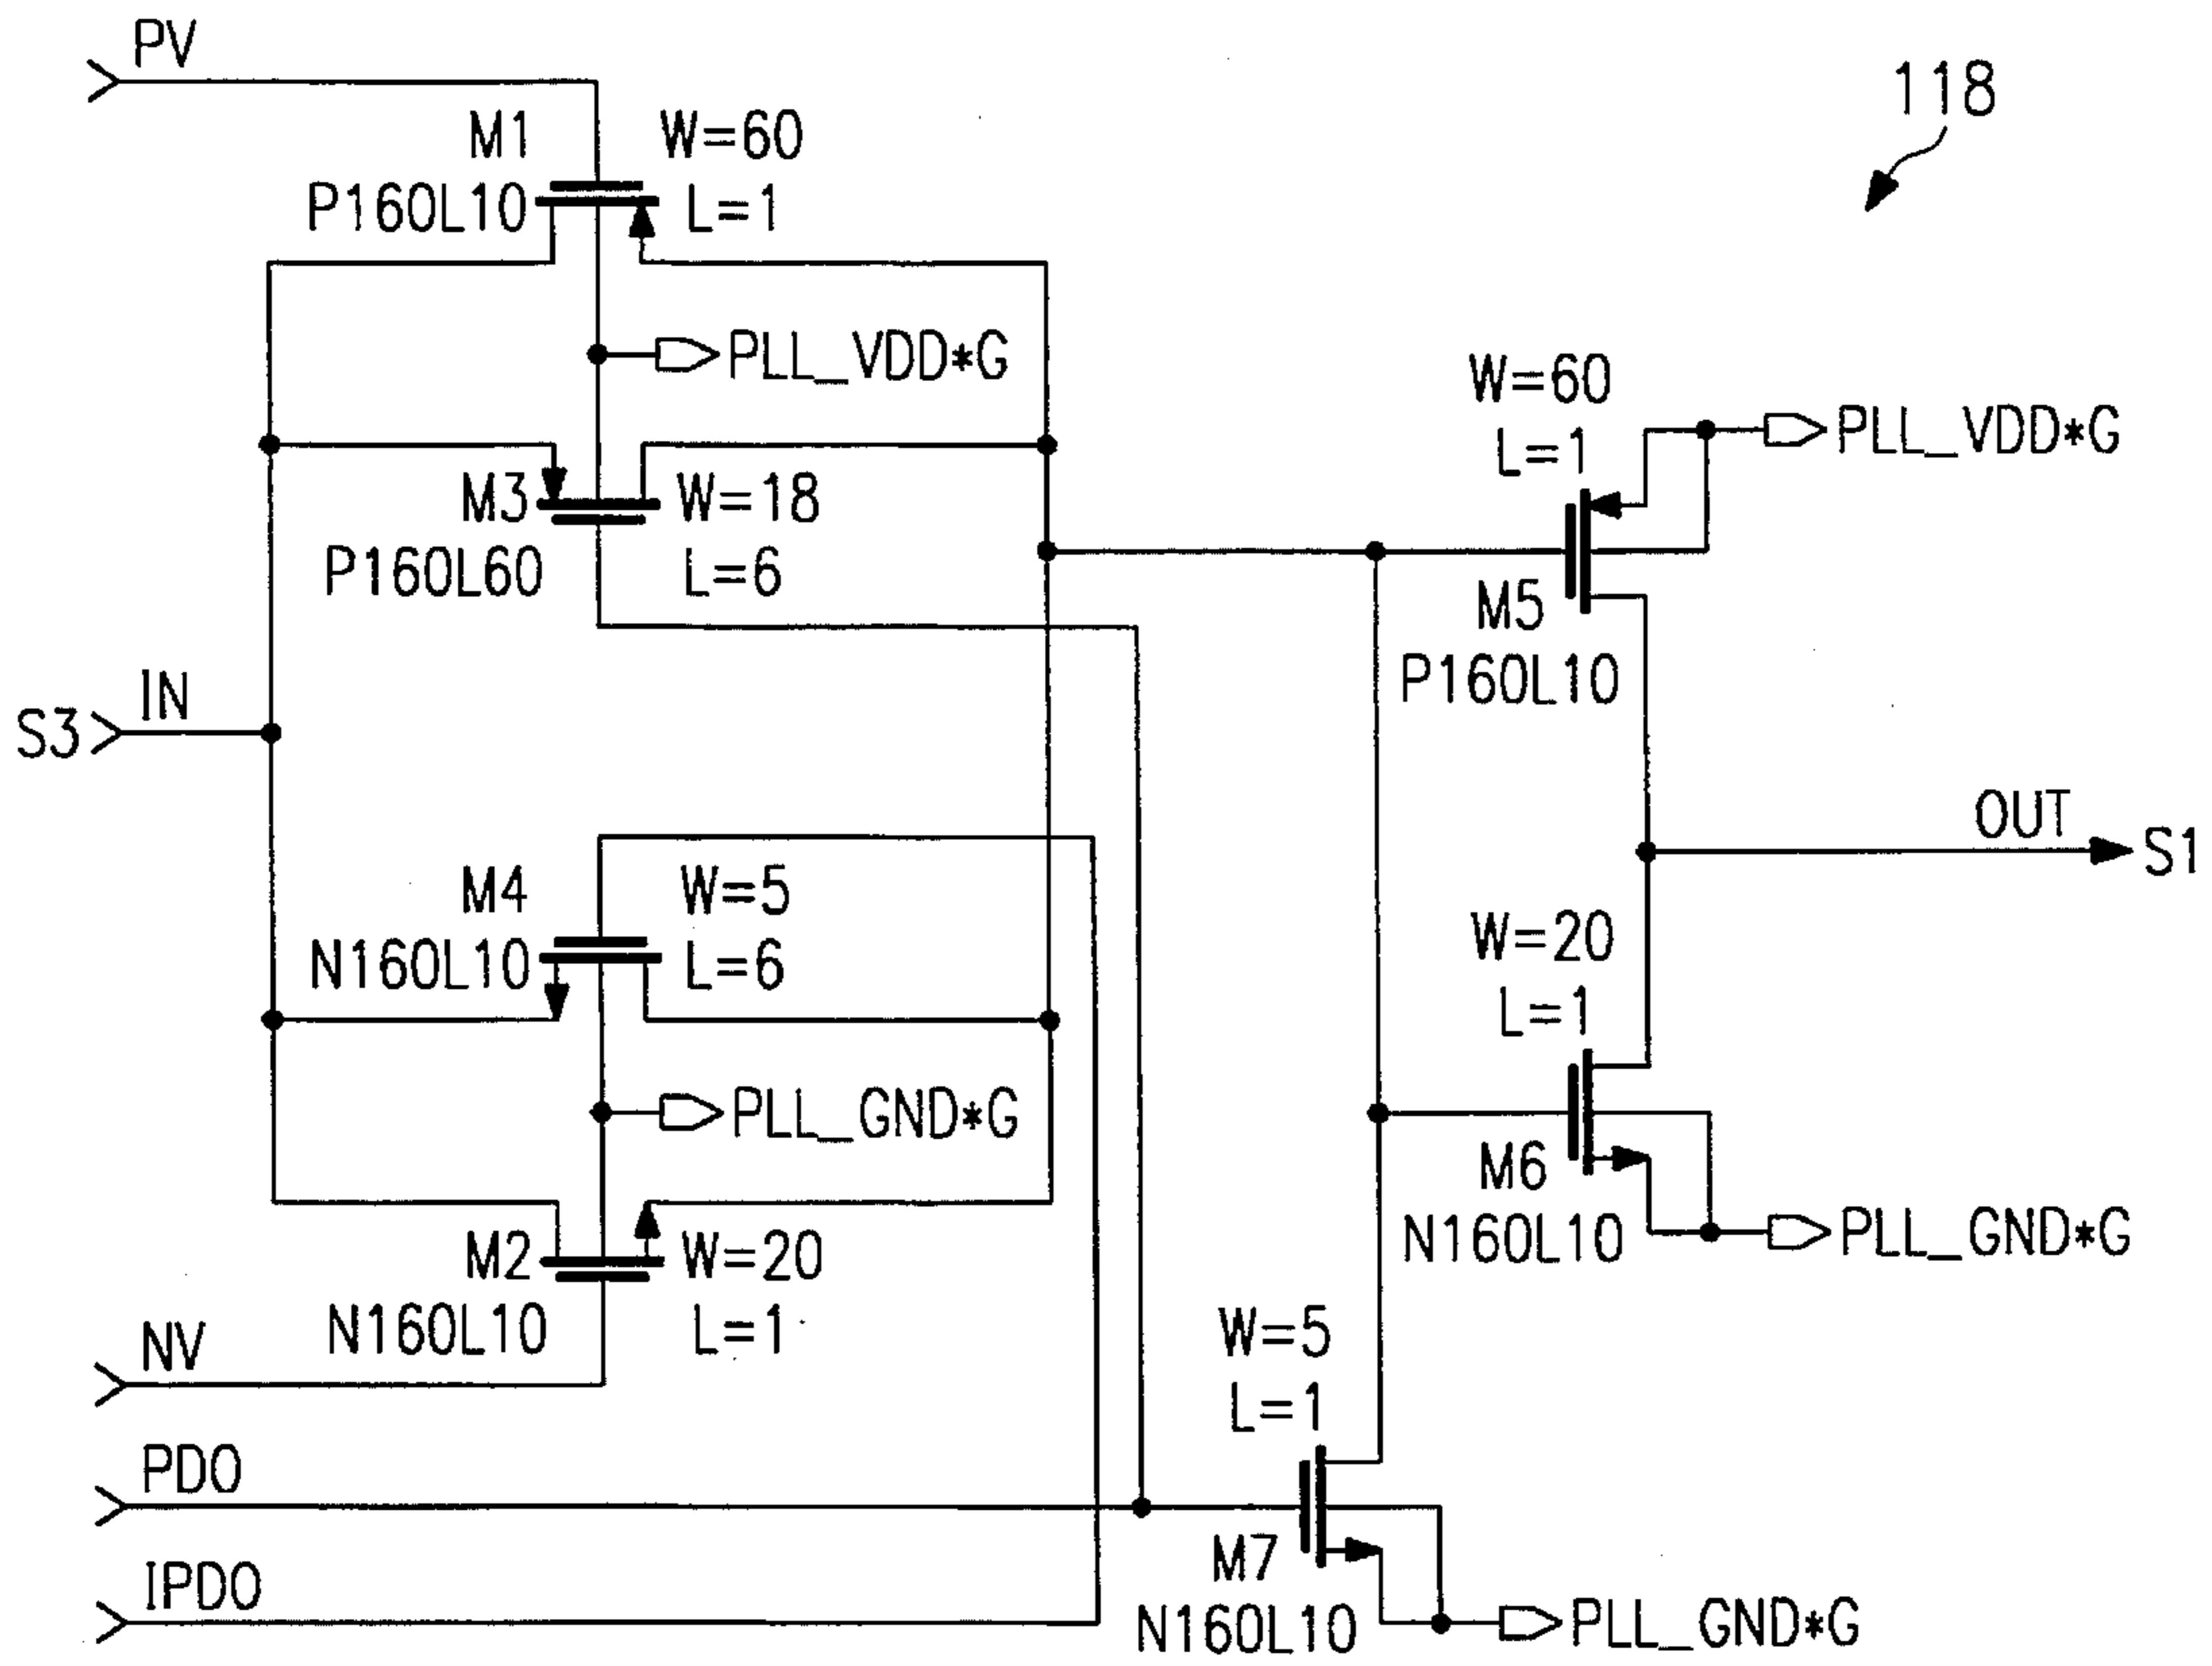 PV
118
M1 W=60
P160L10 L=1
PLL_VDD*G
W=60
L=1
PLL_VDD*G
M3 W=18
P160L60 L=6
M5
P160L10
S3 IN
OUT S1
M4 W=5
N160L10 L=6
W=20
L=1
PLL_GND*G
M6
N160L10
PLL_GND*G
M2 W=20
N160L10 L=1
NV
W=5
L=1
PDO
M7
N160L10
IPDO
PLL_GND*G